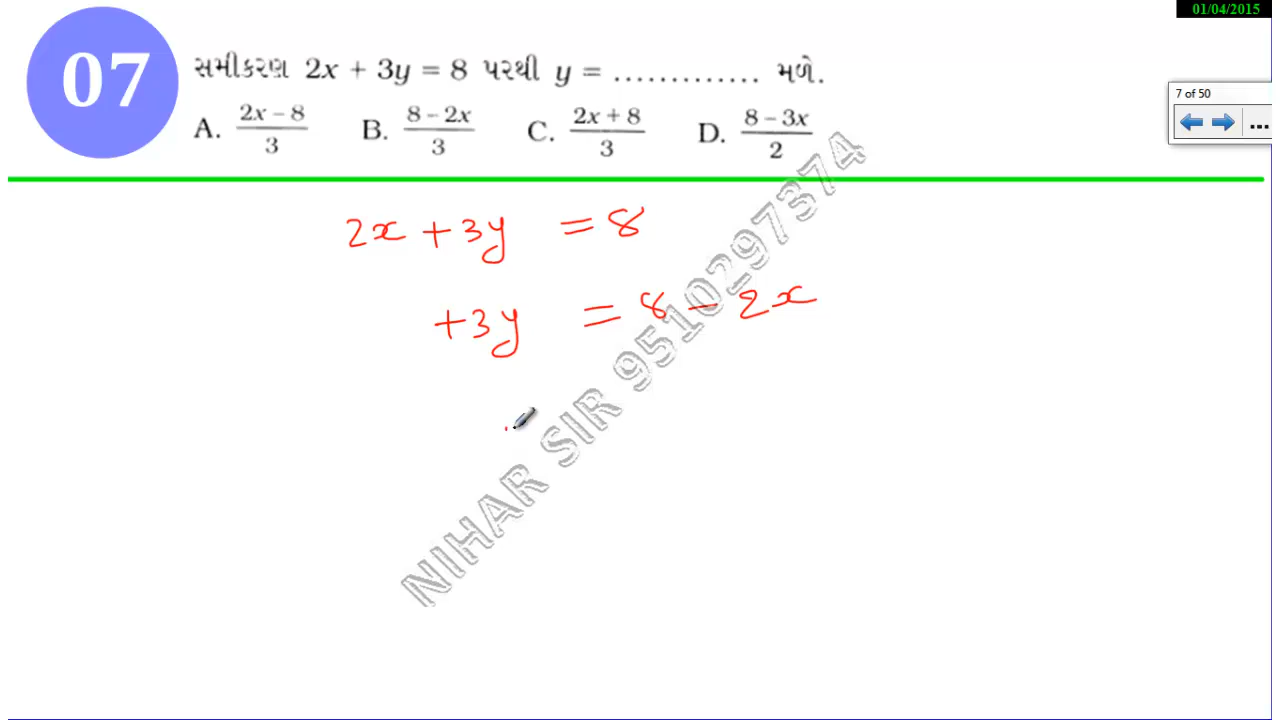 01/04/2015
07
સમીકરણ 2x + 3y = 8 પરથી y = ............. મળે.
A. (2x – 8)/3 B. (8 – 2x)/3 C. (2x + 8)/3 D. (8 – 3x)/2
7 of 50
...
2x + 3y = 8
+3y = 8 – 2x
NIHAR SIR 9510297374